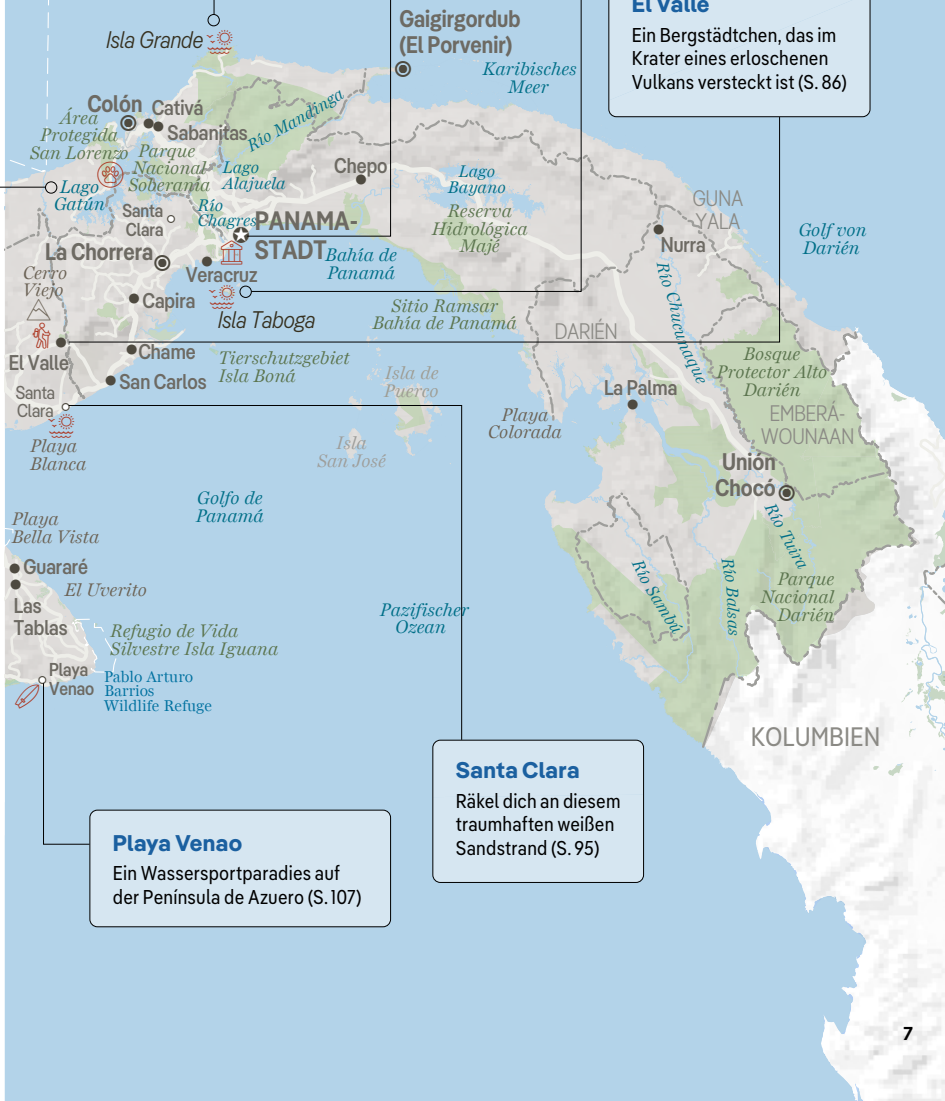 El Valle
Ein Bergstädtchen, das im
Krater eines erloschenen
Vulkans versteckt ist (S. 86)
Isla Grande
Gaigirgordub
(El Porvenir)
Karibisches
Meer
Colón
Cativá
Sabanitas
Río Mandinga
Área
Protegida
San Lorenzo
Parque
Nacional
Soberanía
Lago
Alajuela
Chepo
Lago
Bayano
Lago
Gatún
Santa
Clara
Río
Chagres
PANAMA-
STADT
Reserva
Hidrológica
Majé
GUNA
YALA
Nurra
Golf von
Darién
La Chorrera
Veracruz
Bahía de
Panamá
Cerro
Viejo
Capira
Isla Taboga
Sitio Ramsar
Bahía de Panamá
DARIÉN
Río Chucunaque
El Valle
Chame
San Carlos
Tierschutzgebiet
Isla Boná
Isla de
Puerco
Bosque
Protector Alto
Darién
Santa
Clara
Playa
Blanca
Isla
San José
Playa
Colorada
La Palma
EMBERÁ-
WOUNAAN
Unión
Chocó
Golfo de
Panamá
Río Tuira
Playa
Bella Vista
Guararé
El Uverito
Las
Tablas
Río Sambú
Río Balsas
Parque
Nacional
Darién
Pazifischer
Ozean
Refugio de Vida
Silvestre Isla Iguana
Playa
Venao
Pablo Arturo
Barrios
Wildlife Refuge
KOLUMBIEN
Santa Clara
Räkel dich an diesem
traumhaften weißen
Sandstrand (S. 95)
Playa Venao
Ein Wassersportparadies auf
der Península de Azuero (S. 107)
7